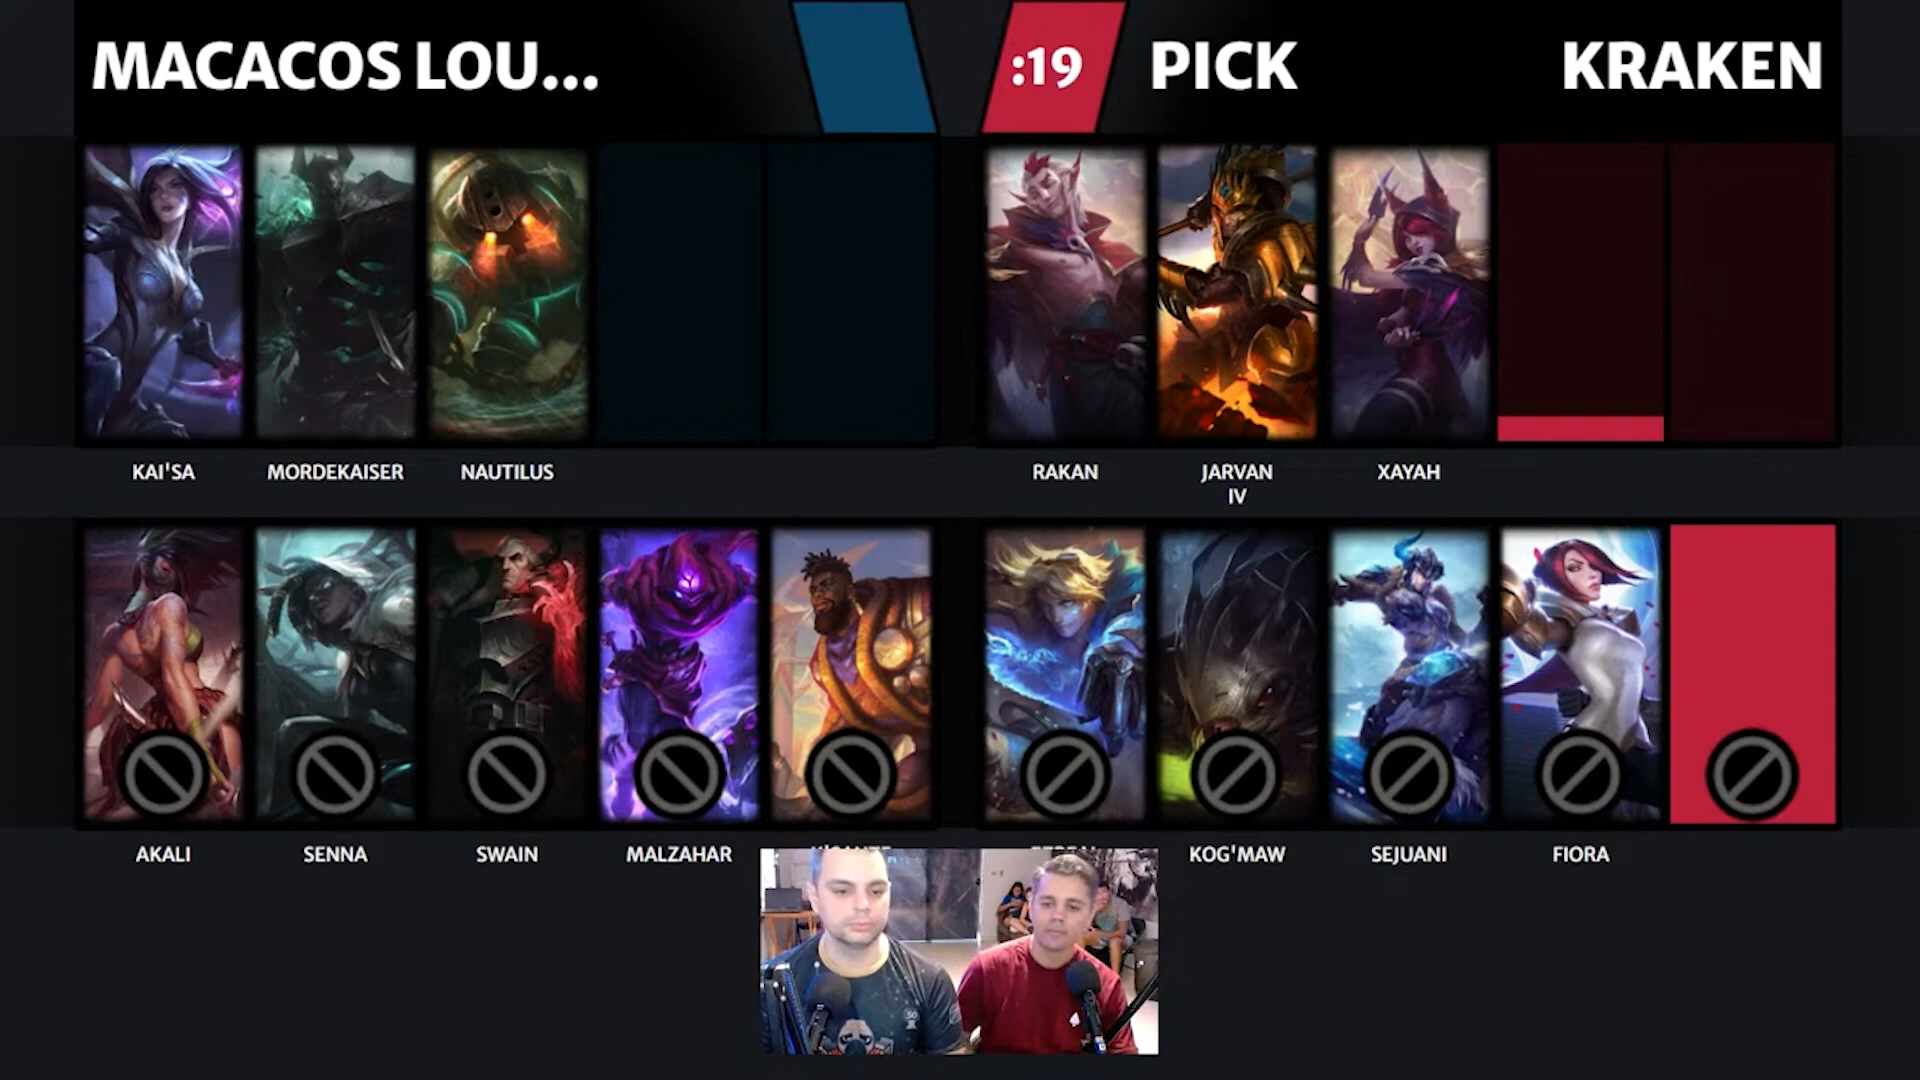 MACACOS LOU...
:19 PICK
KRAKEN
KAI'SA
MORDEKAISER
NAUTILUS
RAKAN
JARVAN
IV
XAYAH
AKALI
SENNA
SWAIN
MALZAHAR
KOG'MAW
SEJUANI
FIORA